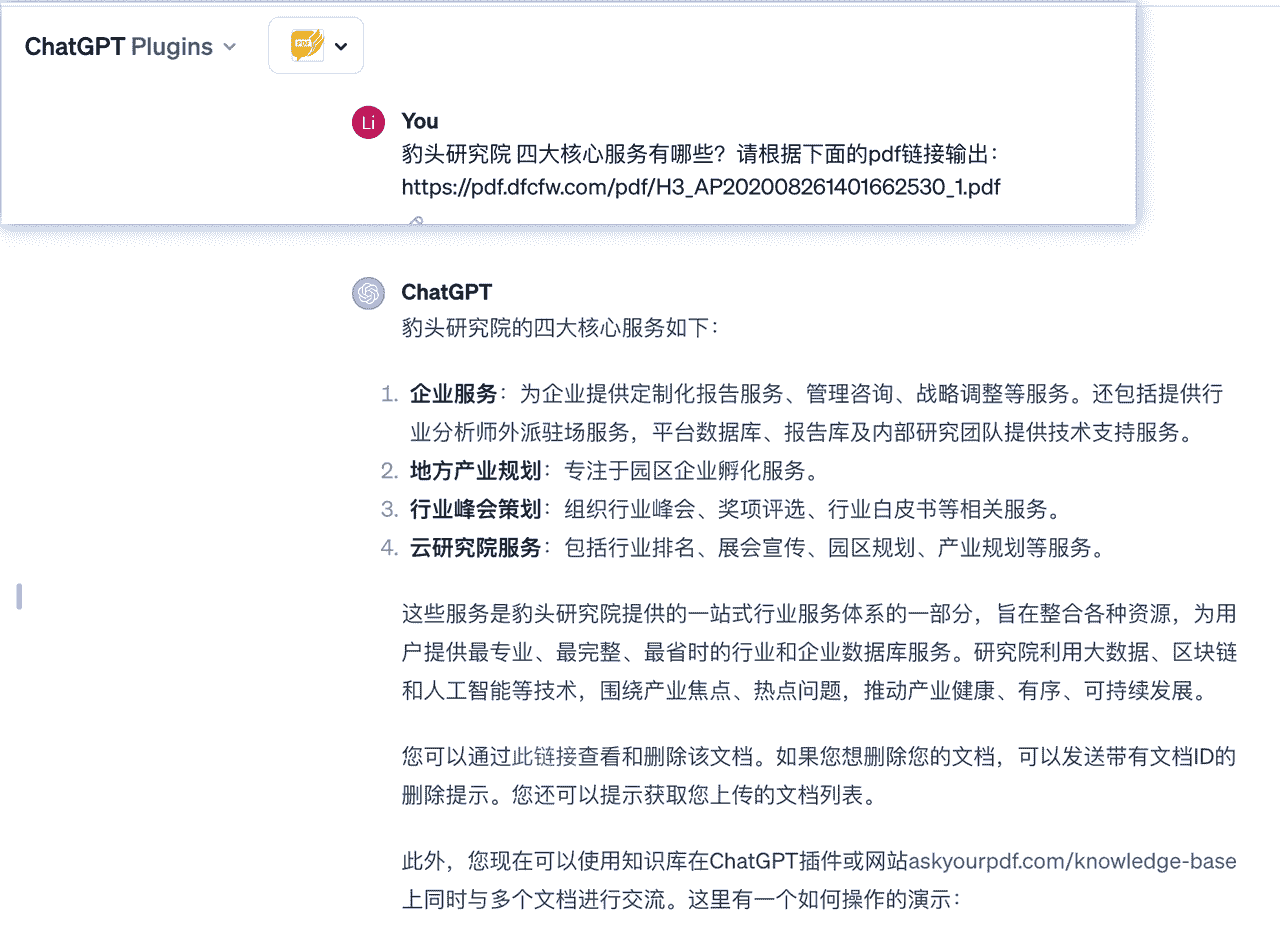 ChatGPT Plugins
PDF
Li
You
豹头研究院 四大核心服务有哪些？请根据下面的pdf链接输出：
https://pdf.dfcfw.com/pdf/H3_AP202008261401662530_1.pdf
ChatGPT
豹头研究院的四大核心服务如下：
1. 企业服务：为企业提供定制化报告服务、管理咨询、战略调整等服务。还包括提供行
业分析师外派驻场服务，平台数据库、报告库及内部研究团队提供技术支持服务。
2. 地方产业规划：专注于园区企业孵化服务。
3. 行业峰会策划：组织行业峰会、奖项评选、行业白皮书等相关服务。
4. 云研究院服务：包括行业排名、展会宣传、园区规划、产业规划等服务。
这些服务是豹头研究院提供的一站式行业服务体系的一部分，旨在整合各种资源，为用
户提供最专业、最完整、最省时的行业和企业数据库服务。研究院利用大数据、区块链
和人工智能等技术，围绕产业焦点、热点问题，推动产业健康、有序、可持续发展。
您可以通过此链接查看和删除该文档。如果您想删除您的文档，可以发送带有文档ID的
删除提示。您还可以提示获取您上传的文档列表。
此外，您现在可以使用知识库在ChatGPT插件或网站askyourpdf.com/knowledge-base
上同时与多个文档进行交流。这里有一个如何操作的演示：